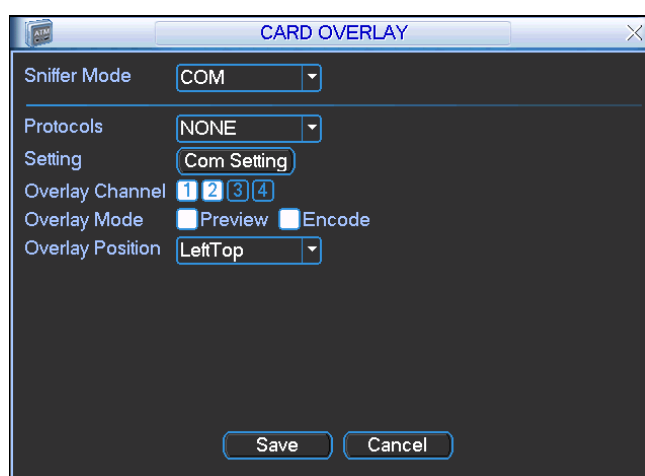 ATM
CARD OVERLAY
Sniffer Mode COM
Protocols NONE
Setting Com Setting
Overlay Channel 1 2 3 4
Overlay Mode Preview Encode
Overlay Position LeftTop
Save Cancel